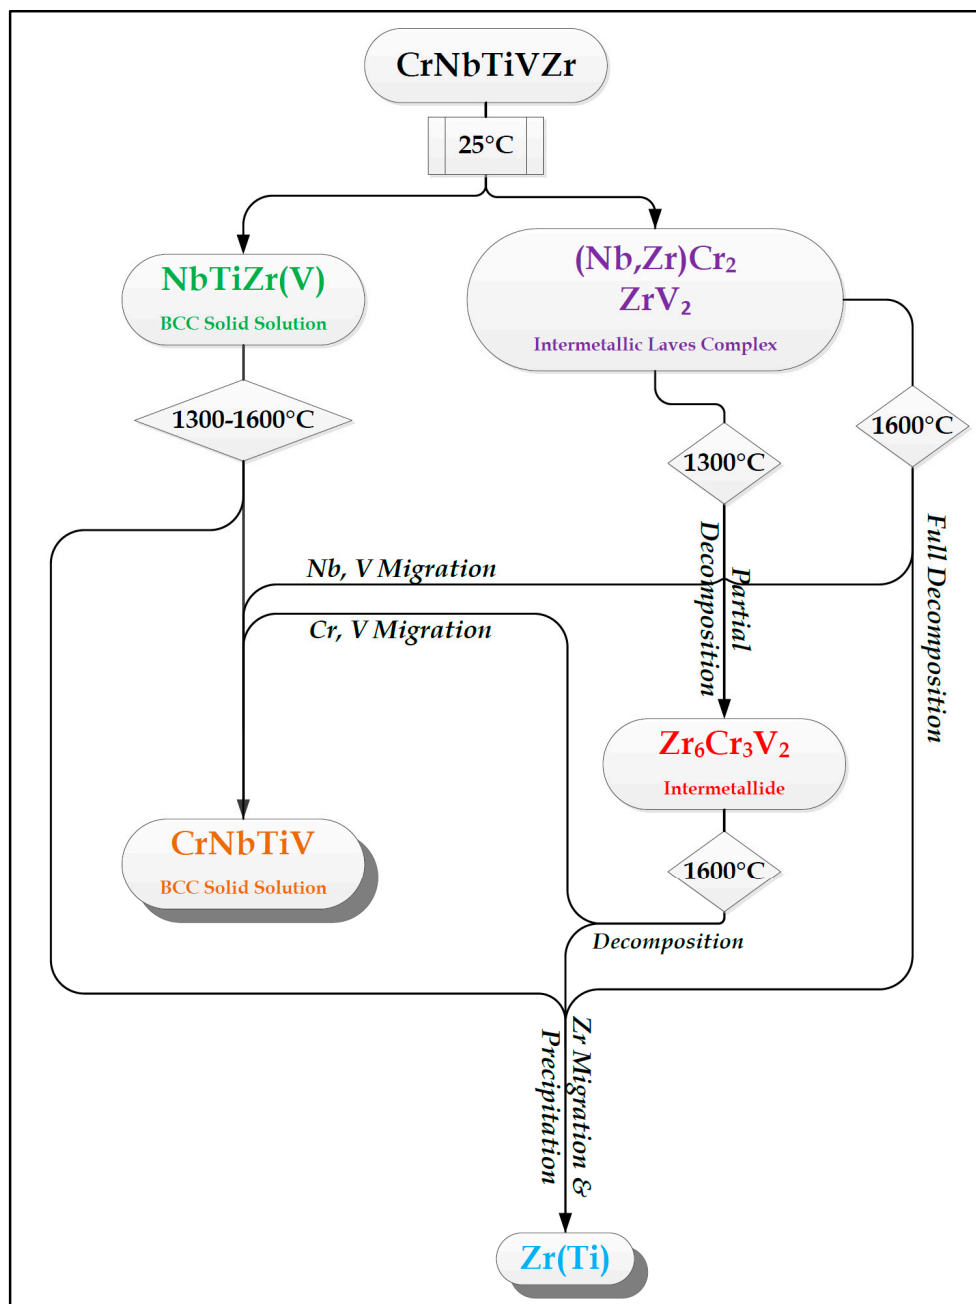 CrNbTiVZr
25°C
NbTiZr(V)
BCC Solid Solution
(Nb,Zr)Cr₂
ZrV₂
Intermetallic Laves Complex
1300-1600°C
1300°C
1600°C
Nb, V Migration
Cr, V Migration
Partial
Decomposition
Full Decomposition
Zr₆Cr₃V₂
Intermetallide
1600°C
CrNbTiV
BCC Solid Solution
Decomposition
Zr Migration &
Precipitation
Zr(Ti)